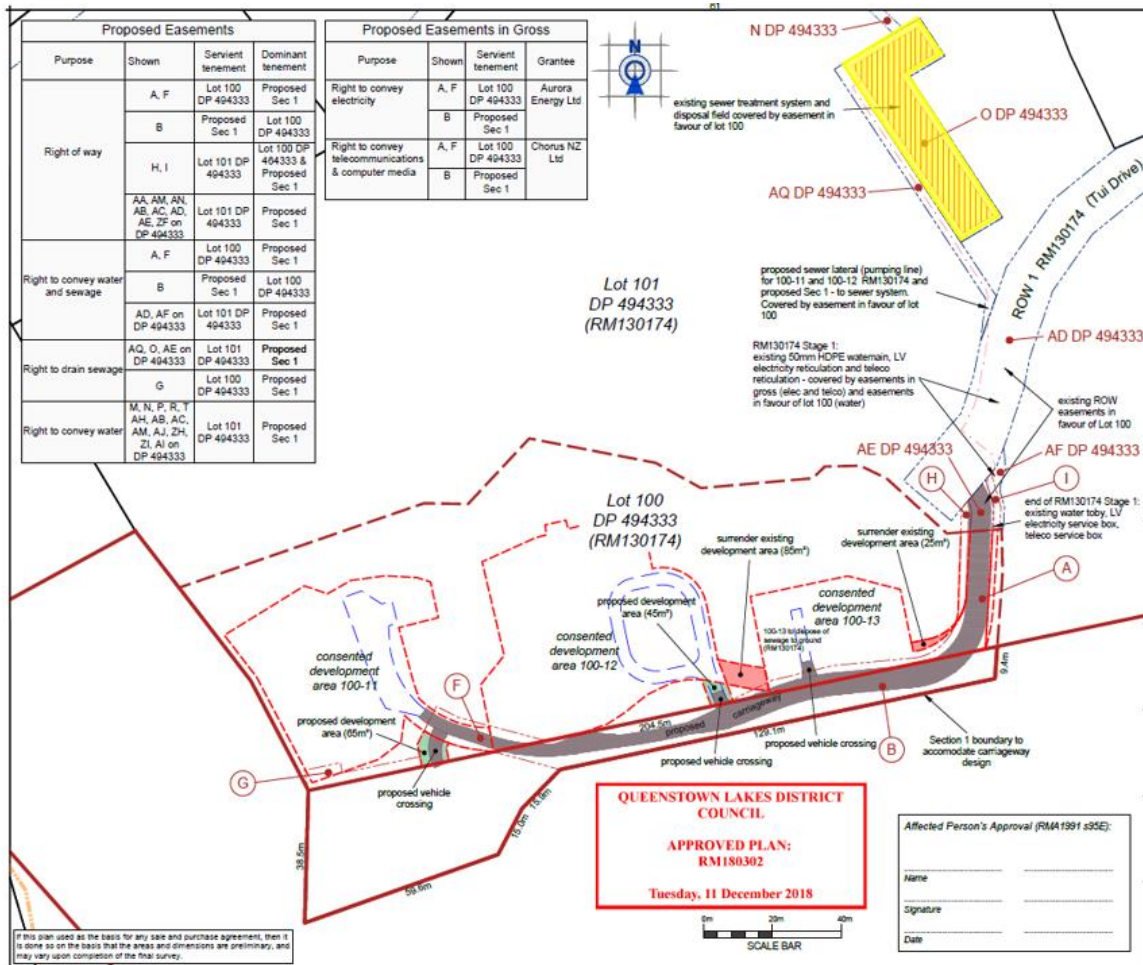 61
Proposed Easements
Purpose Shown Servient tenement Dominant tenement
Right of way
A, F Lot 100 DP 494333 Proposed Sec 1
B Proposed Sec 1 Lot 100 DP 494333
H, I Lot 101 DP 494333 Lot 100 DP 464333 & Proposed Sec 1
AA, AM, AN, AB, AC, AD, AE, ZF on DP 494333 Lot 101 DP 494333 Proposed Sec 1
Right to convey water and sewage
A, F Lot 100 DP 494333 Proposed Sec 1
B Proposed Sec 1 Lot 100 DP 494333
AD, AF on DP 494333 Lot 101 DP 494333 Proposed Sec 1
Right to drain sewage
AQ, O, AE on DP 494333 Lot 101 DP 494333 Proposed Sec 1
G Lot 100 DP 494333 Proposed Sec 1
Right to convey water
M, N, P, R, T AH, AB, AC, AM, AJ, ZH, ZI, AI on DP 494333 Lot 101 DP 494333 Proposed Sec 1
Proposed Easements in Gross
Purpose Shown Servient tenement Grantee
Right to convey electricity
A, F Lot 100 DP 494333 Aurora Energy Ltd
B Proposed Sec 1
Right to convey telecommunications & computer media
A, F Lot 100 DP 494333 Chorus NZ Ltd
B Proposed Sec 1
N
N DP 494333
existing sewer treatment system and
disposal field covered by easement in
favour of lot 100
O DP 494333
AQ DP 494333
ROW 1 RM130174 (Tui Drive)
Lot 101
DP 494333
(RM130174)
proposed sewer lateral (pumping line)
for 100-11 and 100-12 RM130174 and
proposed Sec 1 - to sewer system.
Covered by easement in favour of lot
100
AD DP 494333
RM130174 Stage 1:
existing 50mm HDPE watermain, LV
electricity reticulation and teleco
reticulation - covered by easements in
gross (elec and telco) and easements
in favour of lot 100 (water)
existing ROW
easements in
favour of Lot 100
AE DP 494333
AF DP 494333
H
I
end of RM130174 Stage 1:
existing water toby, LV
electricity service box,
teleco service box
Lot 100
DP 494333
(RM130174)
surrender existing
development area (85m²)
surrender existing
development area (25m²)
A
proposed development
area (45m²)
consented
development
area 100-13
100-13 to dispose of
sewage to ground
(RM130174)
consented
development
area 100-12
consented
development
area 100-11
F
proposed development
area (65m²)
204.5m
proposed carriageway
129.1m
9.4m
B
Section 1 boundary to
accomodate carriageway
design
proposed vehicle crossing
proposed vehicle crossing
G
proposed vehicle
crossing
38.5m
15.0m
15.9m
59.6m
QUEENSTOWN LAKES DISTRICT
COUNCIL
APPROVED PLAN:
RM180302
Tuesday, 11 December 2018
0m 20m 40m
SCALE BAR
Affected Person's Approval (RMA1991 s95E):
Name
Signature
Date
If this plan used as the basis for any sale and purchase agreement, then it
is done so on the basis that the areas and dimensions are preliminary, and
may vary upon completion of the final survey.